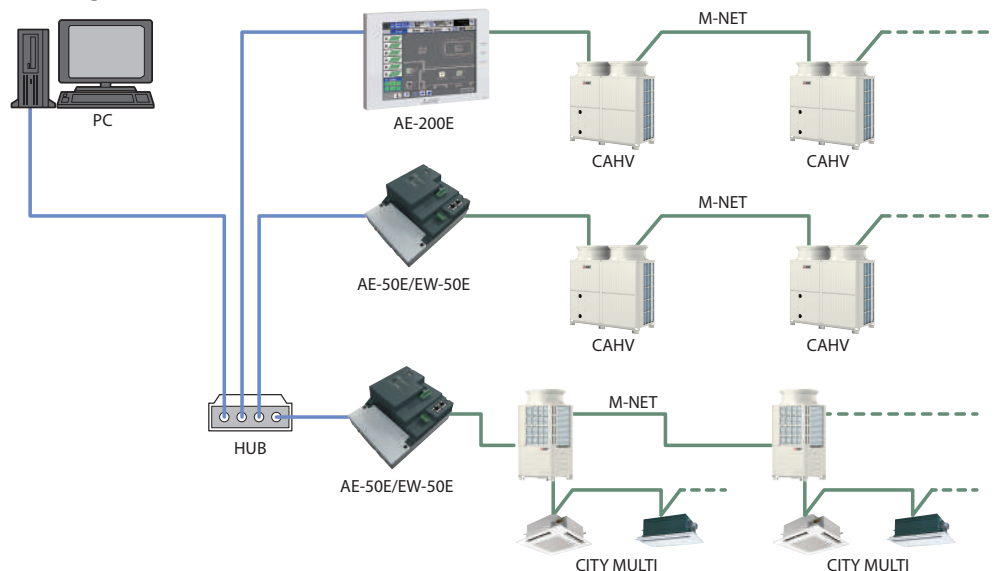 M-NET
PC
AE-200E
CAHV
CAHV
M-NET
AE-50E/EW-50E
CAHV
CAHV
M-NET
HUB
AE-50E/EW-50E
CITY MULTI
CITY MULTI